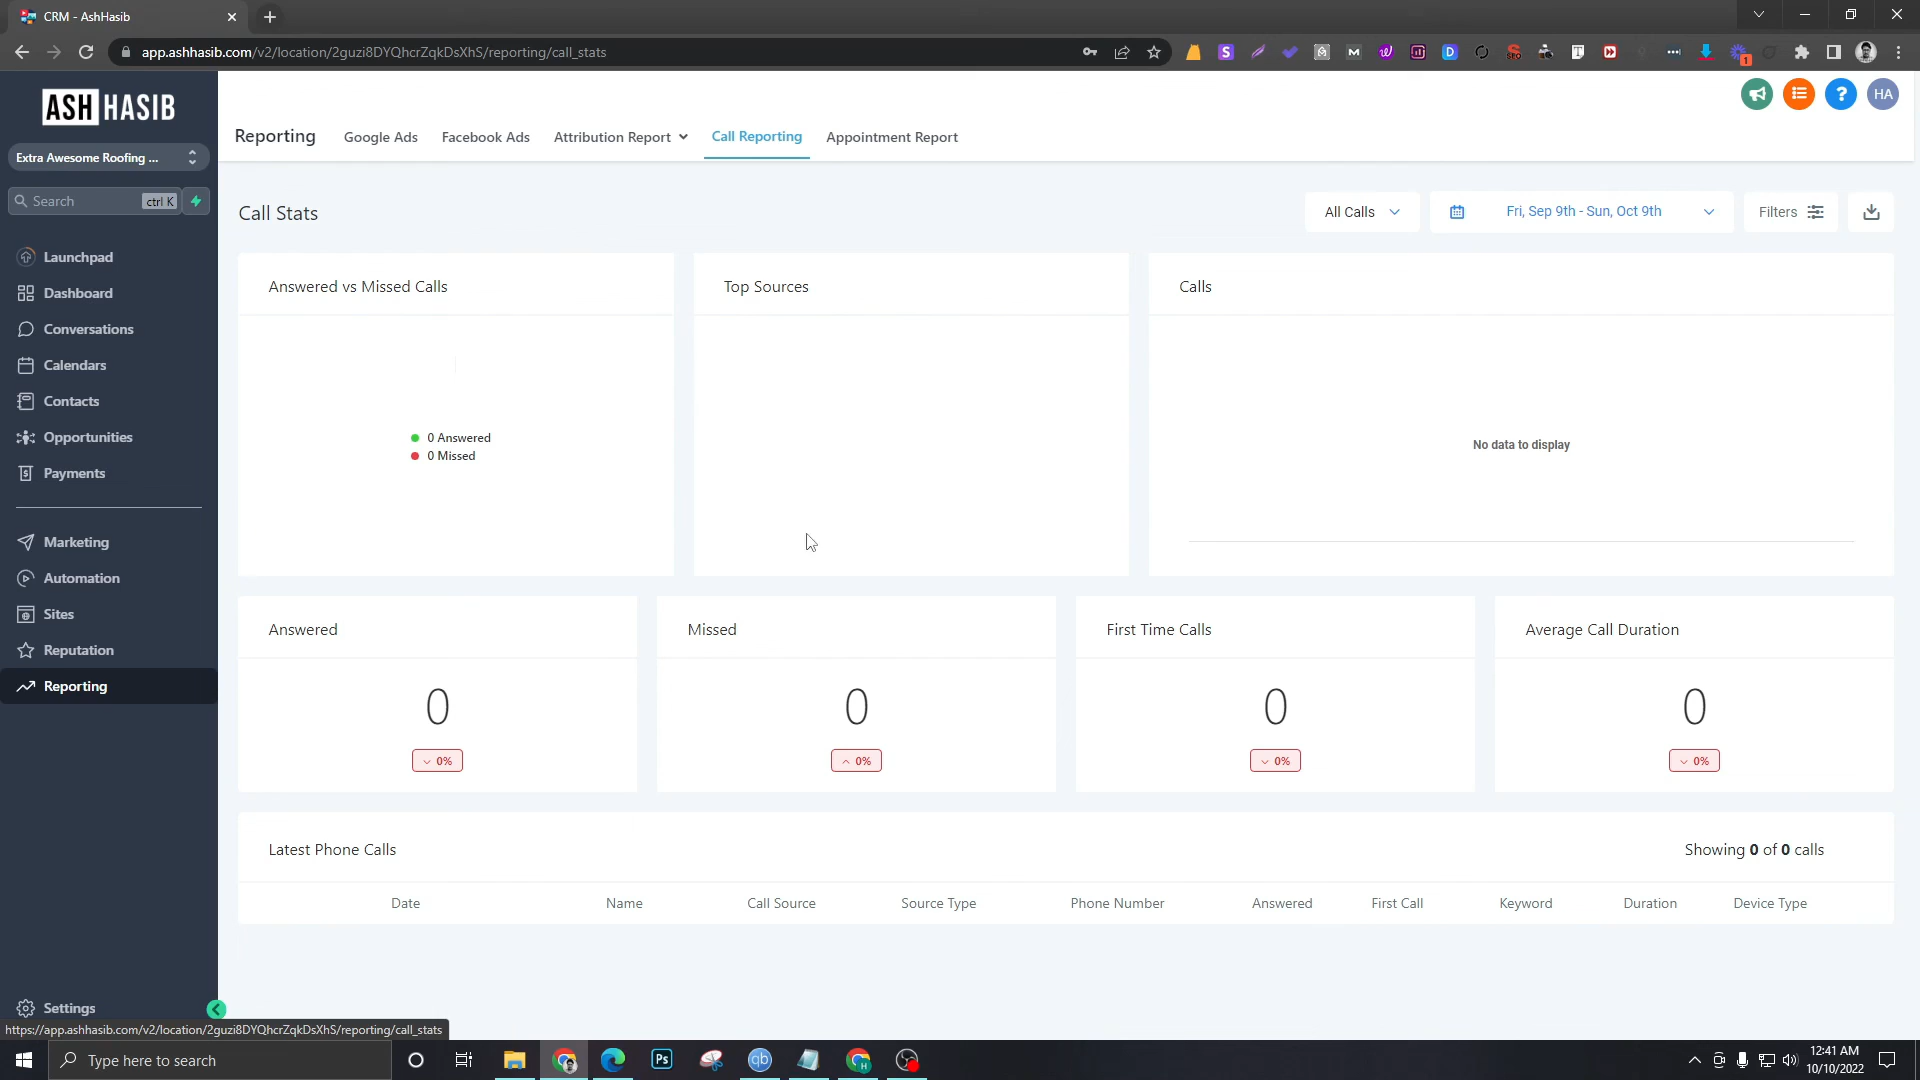 CRM - AshHasib
app.ashhasib.com/v2/location/2guzi8DYQhcrZqkDsXhS/reporting/call_stats
1
ASH HASIB
HA
Reporting
Google Ads
Facebook Ads
Attribution Report
Call Reporting
Appointment Report
Extra Awesome Roofing ...
Search
ctrl K
Launchpad
Dashboard
Conversations
Calendars
Contacts
Opportunities
Payments
Marketing
Automation
Sites
Reputation
Reporting
Settings
Call Stats
All Calls
Fri, Sep 9th - Sun, Oct 9th
Filters
Answered vs Missed Calls
0 Answered
0 Missed
Top Sources
Calls
No data to display
Answered
0
0%
Missed
0
0%
First Time Calls
0
0%
Average Call Duration
0
0%
Latest Phone Calls
Showing 0 of 0 calls
Date
Name
Call Source
Source Type
Phone Number
Answered
First Call
Keyword
Duration
Device Type
https://app.ashhasib.com/v2/location/2guzi8DYQhcrZqkDsXhS/reporting/call_stats
Type here to search
Ps
qb
12:41 AM
10/10/2022